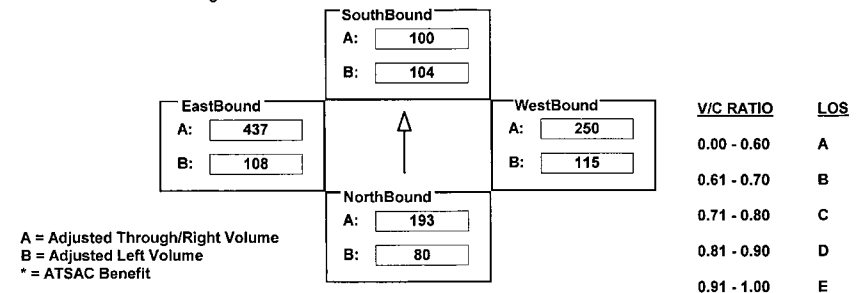 SouthBound
A: 100
B: 104
EastBound
A: 437
B: 108
WestBound
A: 250
B: 115
NorthBound
A: 193
B: 80
A = Adjusted Through/Right Volume
B = Adjusted Left Volume
* = ATSAC Benefit
V/C RATIO LOS
0.00 - 0.60 A
0.61 - 0.70 B
0.71 - 0.80 C
0.81 - 0.90 D
0.91 - 1.00 E